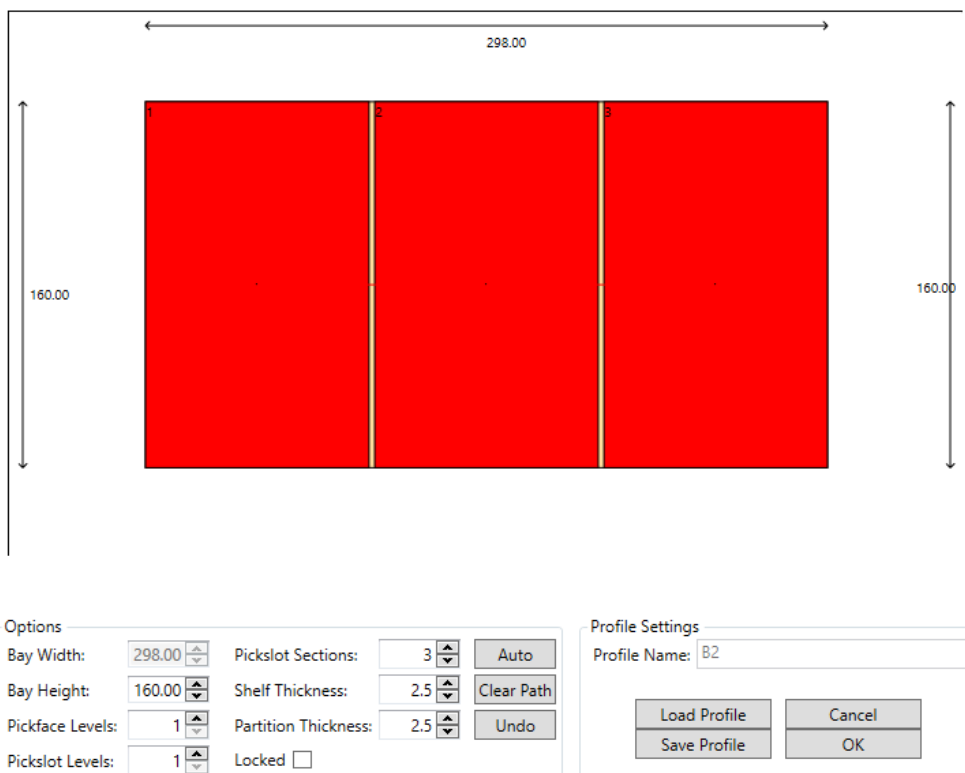 298.00
1 2 3
160.00 160.00
Options
Bay Width: 298.00 Pickslot Sections: 3 Auto
Bay Height: 160.00 Shelf Thickness: 2.5 Clear Path
Pickface Levels: 1 Partition Thickness: 2.5 Undo
Pickslot Levels: 1 Locked
Profile Settings
Profile Name: B2
Load Profile Cancel
Save Profile OK